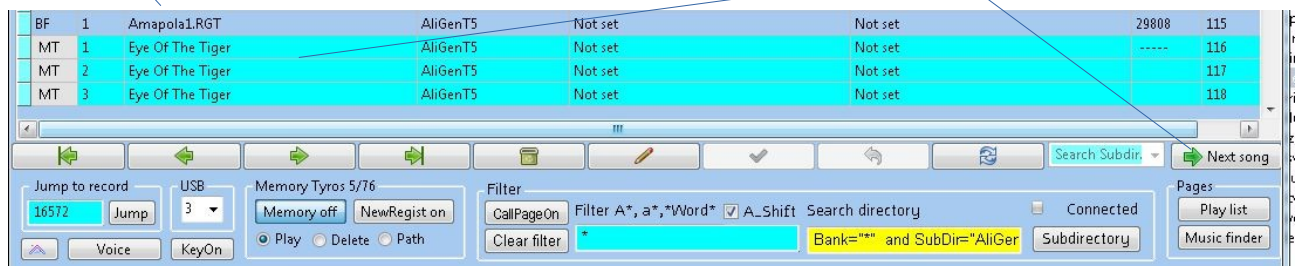 BF 1 Amapola1.RGT AliGenT5 Not set Not set 29808 115
MT 1 Eye Of The Tiger AliGenT5 Not set Not set ----- 116
MT 2 Eye Of The Tiger AliGenT5 Not set Not set 117
MT 3 Eye Of The Tiger AliGenT5 Not set Not set 118
Search Subdir. Next song
Jump to record USB Memory Tyros 5/76 Filter Pages
16572 Jump 3 Memory off NewRegist on CallPageOn Filter A*, a*,*Word* A_Shift Search directory Connected Play list
Voice KeyOn Play Delete Path Clear filter * Bank="*" and SubDir="AliGer Subdirectory Music finder